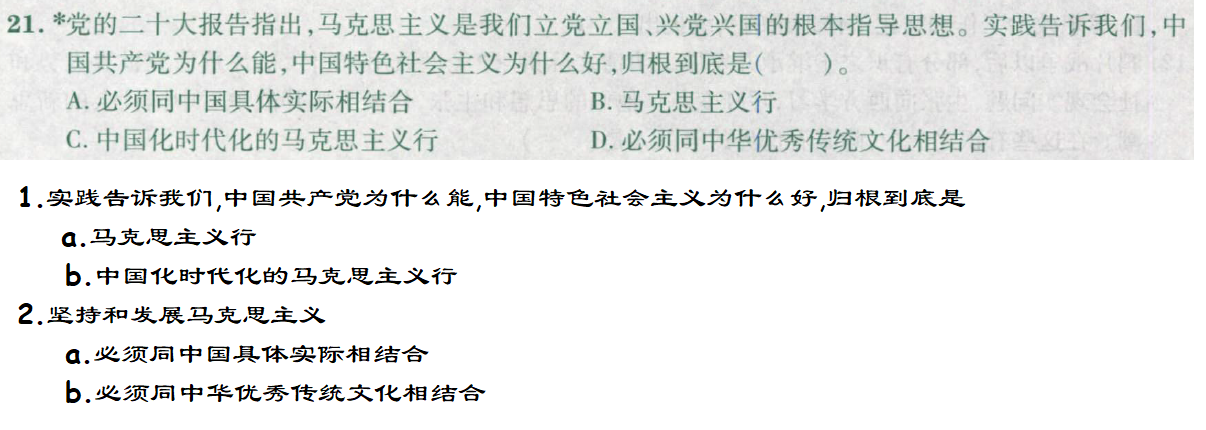 21. *党的二十大报告指出,马克思主义是我们立党立国、兴党兴国的根本指导思想。实践告诉我们,中
国共产党为什么能,中国特色社会主义为什么好,归根到底是(　　)。
A. 必须同中国具体实际相结合　B. 马克思主义行
C. 中国化时代化的马克思主义行　D. 必须同中华优秀传统文化相结合
1.实践告诉我们,中国共产党为什么能,中国特色社会主义为什么好,归根到底是
a.马克思主义行
b.中国化时代化的马克思主义行
2.坚持和发展马克思主义
a.必须同中国具体实际相结合
b.必须同中华优秀传统文化相结合